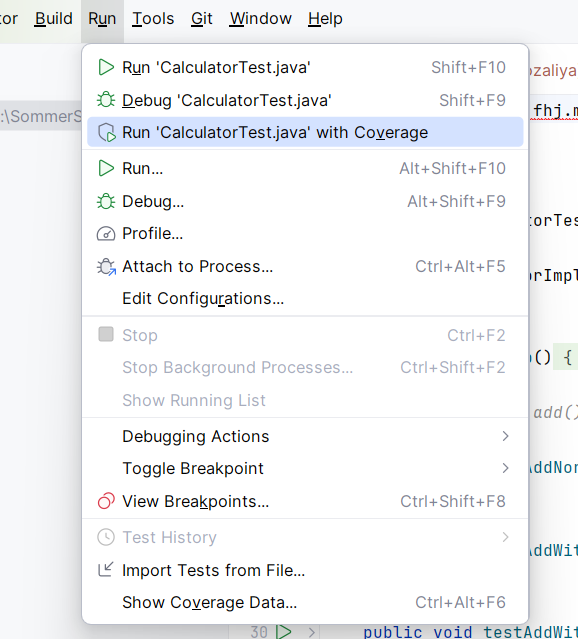 tor Build Run Tools Git Window Help
Run 'CalculatorTest.java' Shift+F10
Debug 'CalculatorTest.java' Shift+F9
Run 'CalculatorTest.java' with Coverage
Run... Alt+Shift+F10
Debug... Alt+Shift+F9
Profile...
Attach to Process... Ctrl+Alt+F5
Edit Configurations...
Stop Ctrl+F2
Stop Background Processes... Ctrl+Shift+F2
Show Running List
Debugging Actions
Toggle Breakpoint
View Breakpoints... Ctrl+Shift+F8
Test History
Import Tests from File...
Show Coverage Data... Ctrl+Alt+F6
:\SommerS
ozaliya
fhj.m
torTes
orImpl
() {
add()
AddNor
AddWit
30 public void testAddWit